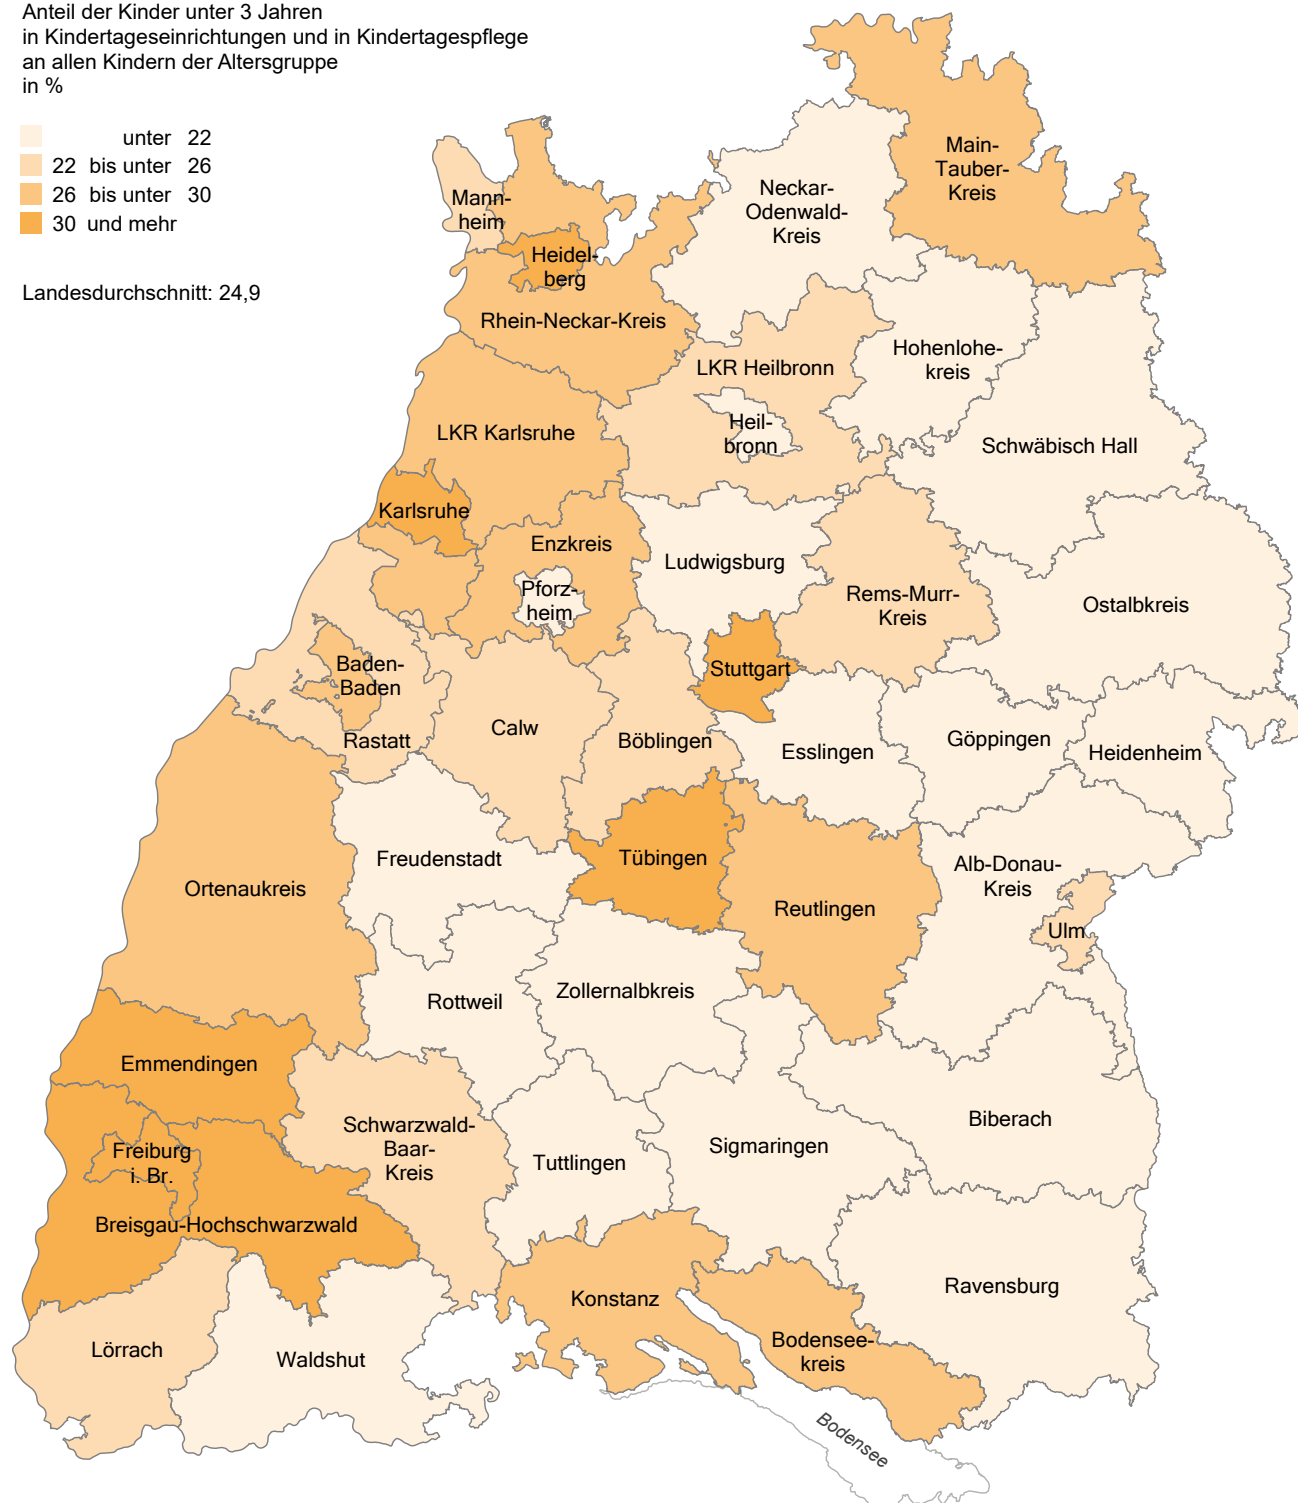 Anteil der Kinder unter 3 Jahren
in Kindertageseinrichtungen und in Kindertagespflege
an allen Kindern der Altersgruppe
in %
unter 22
22 bis unter 26
26 bis unter 30
30 und mehr
Landesdurchschnitt: 24,9
Main-
Tauber-
Kreis
Neckar-
Odenwald-
Kreis
Mann-
heim
Heidel-
berg
Rhein-Neckar-Kreis
Hohenlohe-
kreis
LKR Heilbronn
Heil-
bronn
LKR Karlsruhe
Schwäbisch Hall
Karlsruhe
Enzkreis
Ludwigsburg
Pforz-
heim
Rems-Murr-
Kreis
Ostalbkreis
Baden-
Baden
Stuttgart
Calw
Rastatt
Böblingen
Esslingen
Göppingen
Heidenheim
Freudenstadt
Tübingen
Alb-Donau-
Kreis
Ortenaukreis
Reutlingen
Ulm
Rottweil
Zollernalbkreis
Emmendingen
Schwarzwald-
Baar-
Kreis
Biberach
Freiburg
i. Br.
Tuttlingen
Sigmaringen
Breisgau-Hochschwarzwald
Konstanz
Ravensburg
Bodensee-
kreis
Lörrach
Waldshut
Bodensee